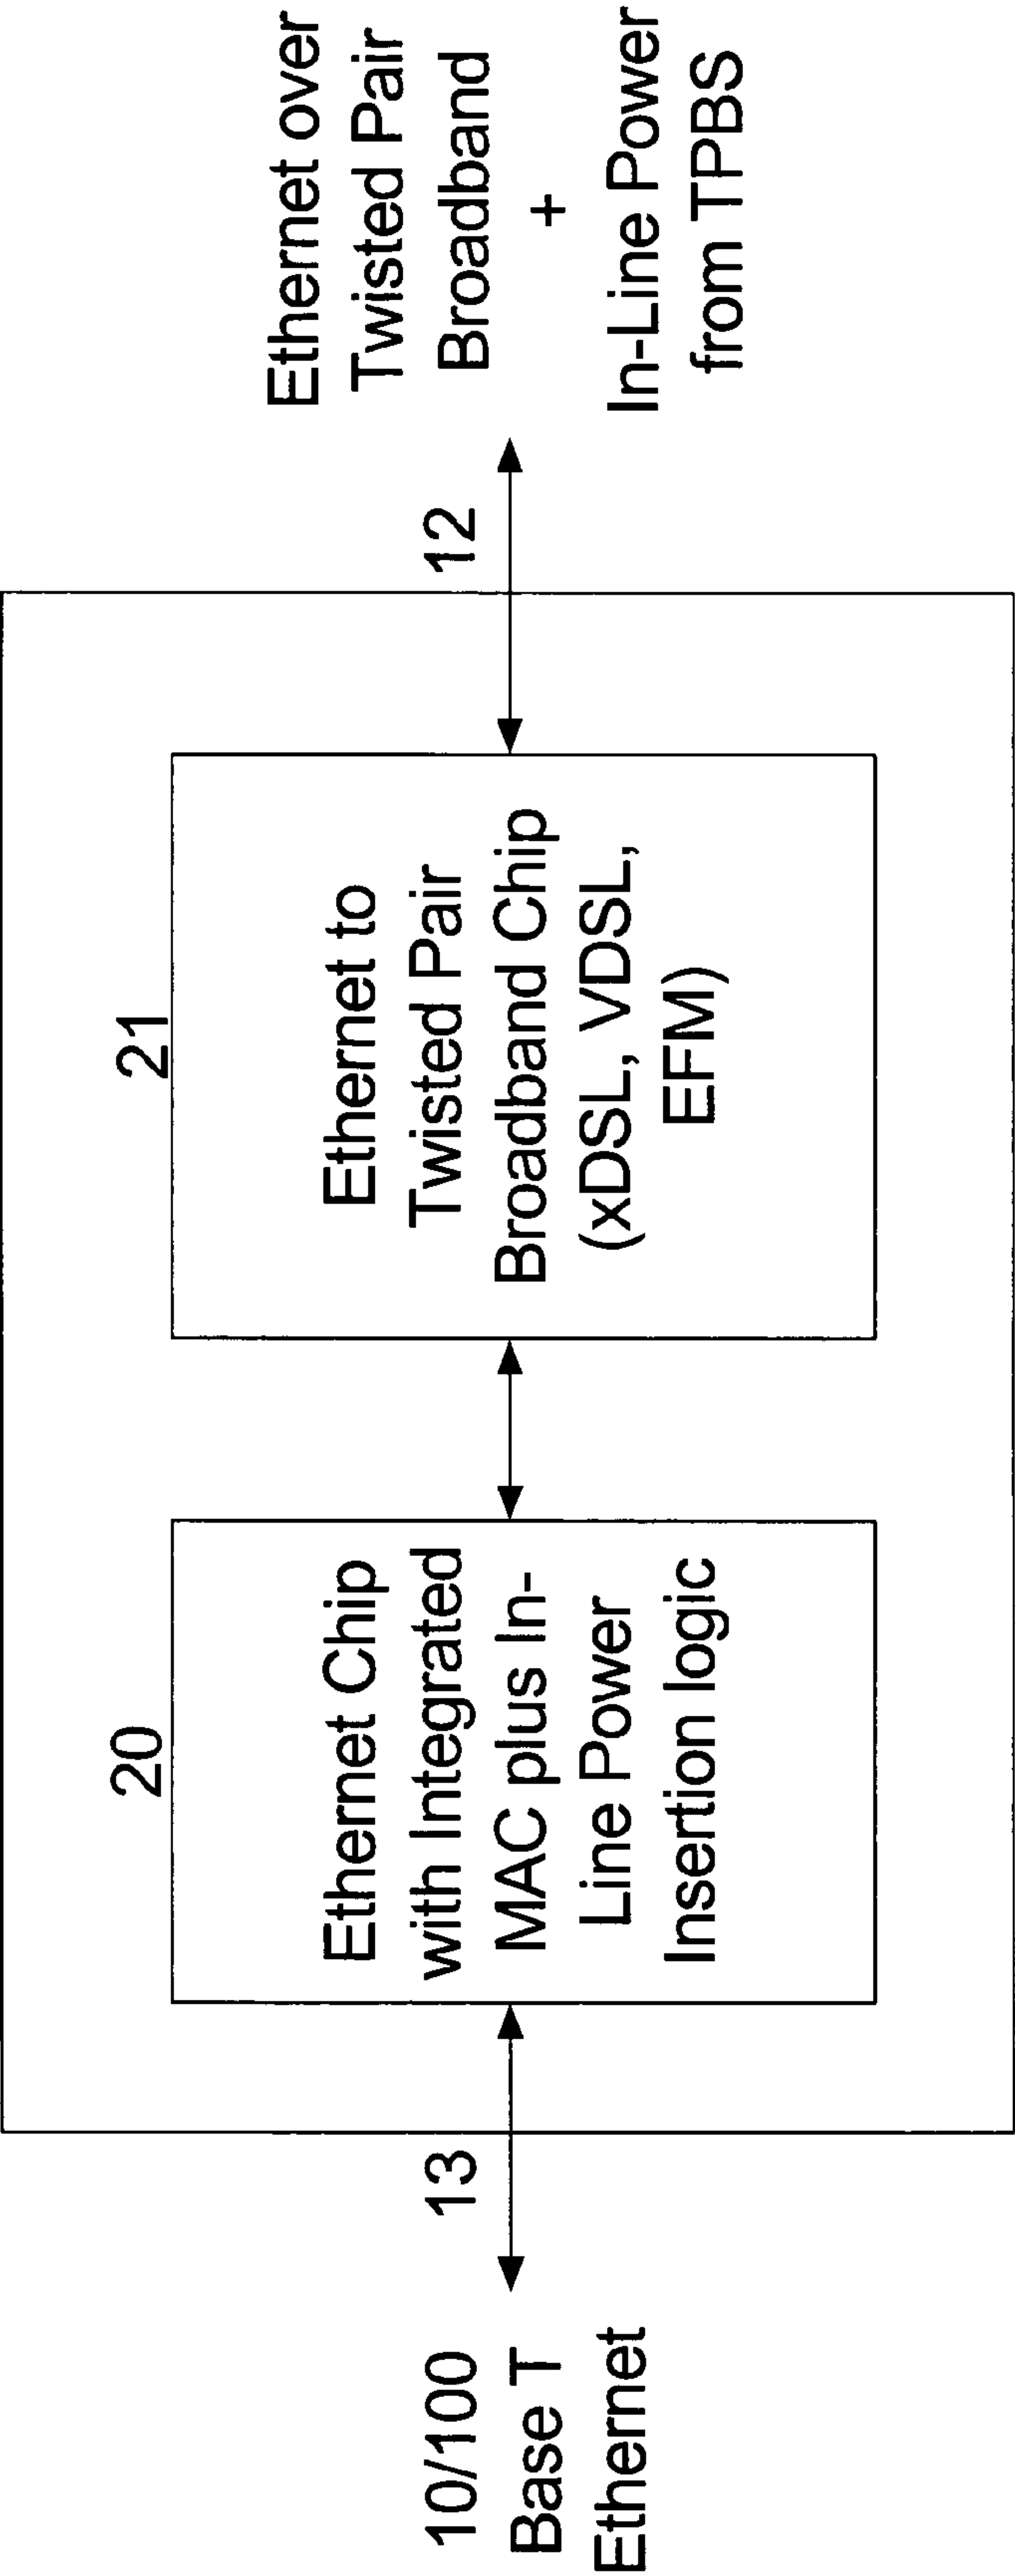 10/100
Base T
Ethernet
13
20
Ethernet Chip
with Integrated
MAC plus In-
Line Power
Insertion logic
21
Ethernet to
Twisted Pair
Broadband Chip
(xDSL, VDSL,
EFM)
12
Ethernet over
Twisted Pair
Broadband
+
In-Line Power
from TPBS